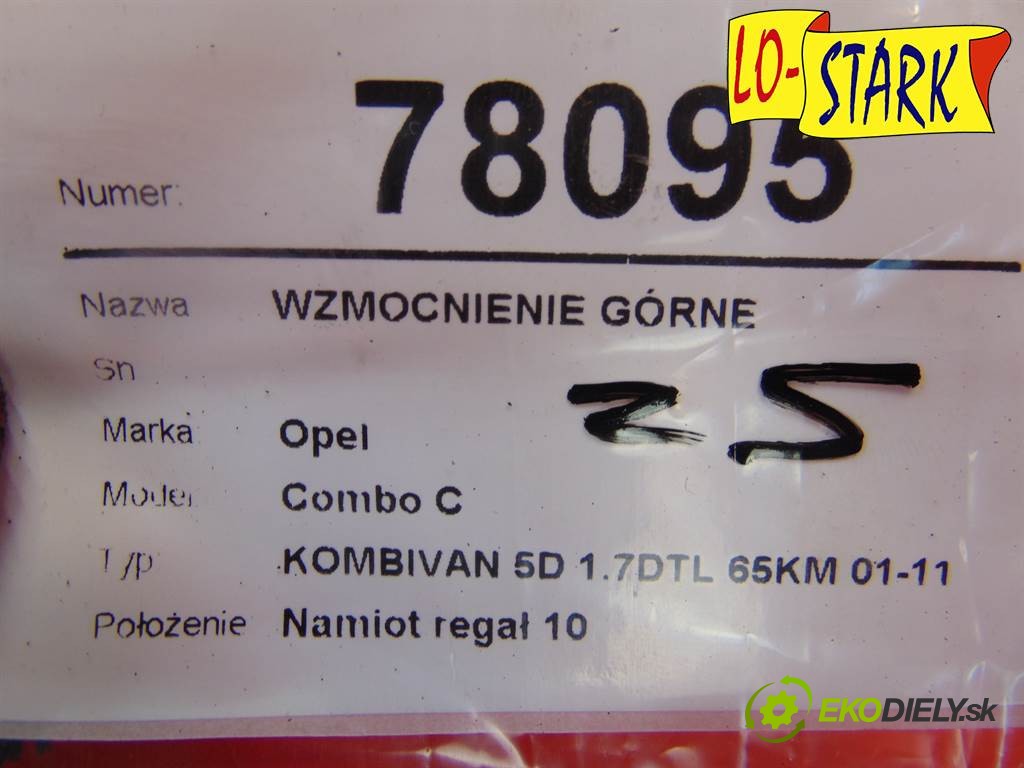 LO-STARK
Numer: 78095
Nazwa WZMOCNIENIE GÓRNE
Sn
25
Marka Opel
Model Combo C
Typ KOMBIVAN 5D 1.7DTL 65KM 01-11
Położenie Namiot regał 10
EKODIELY.sk